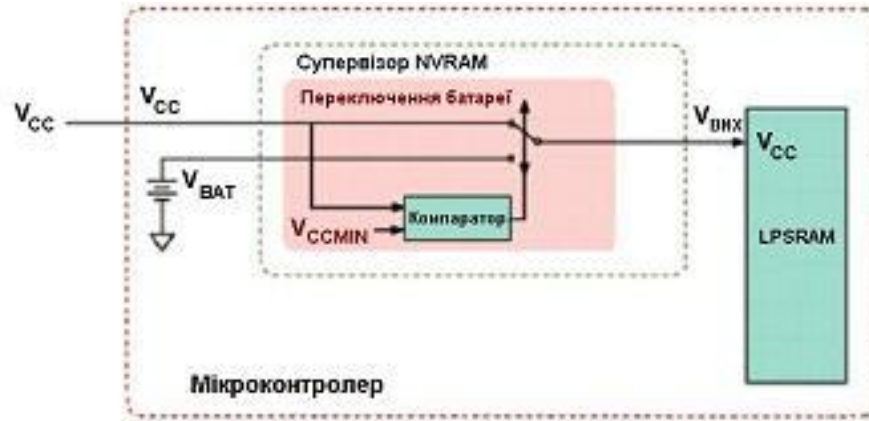 Супервізор NVRAM
Переключення батареї
VCC
VCC
VВИХ
VCC
VBAT
Компаратор
VCCMIN
LPSRAM
Мікроконтролер